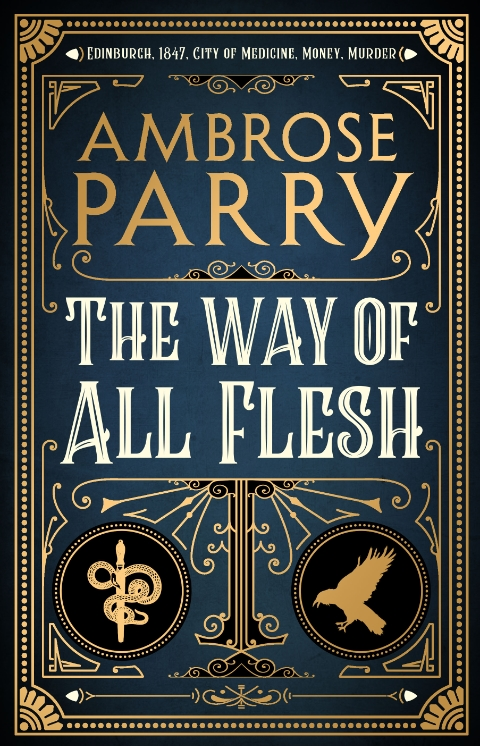 Edinburgh, 1847. City of Medicine, Money, Murder
AMBROSE
PARRY
THE WAY OF
ALL FLESH